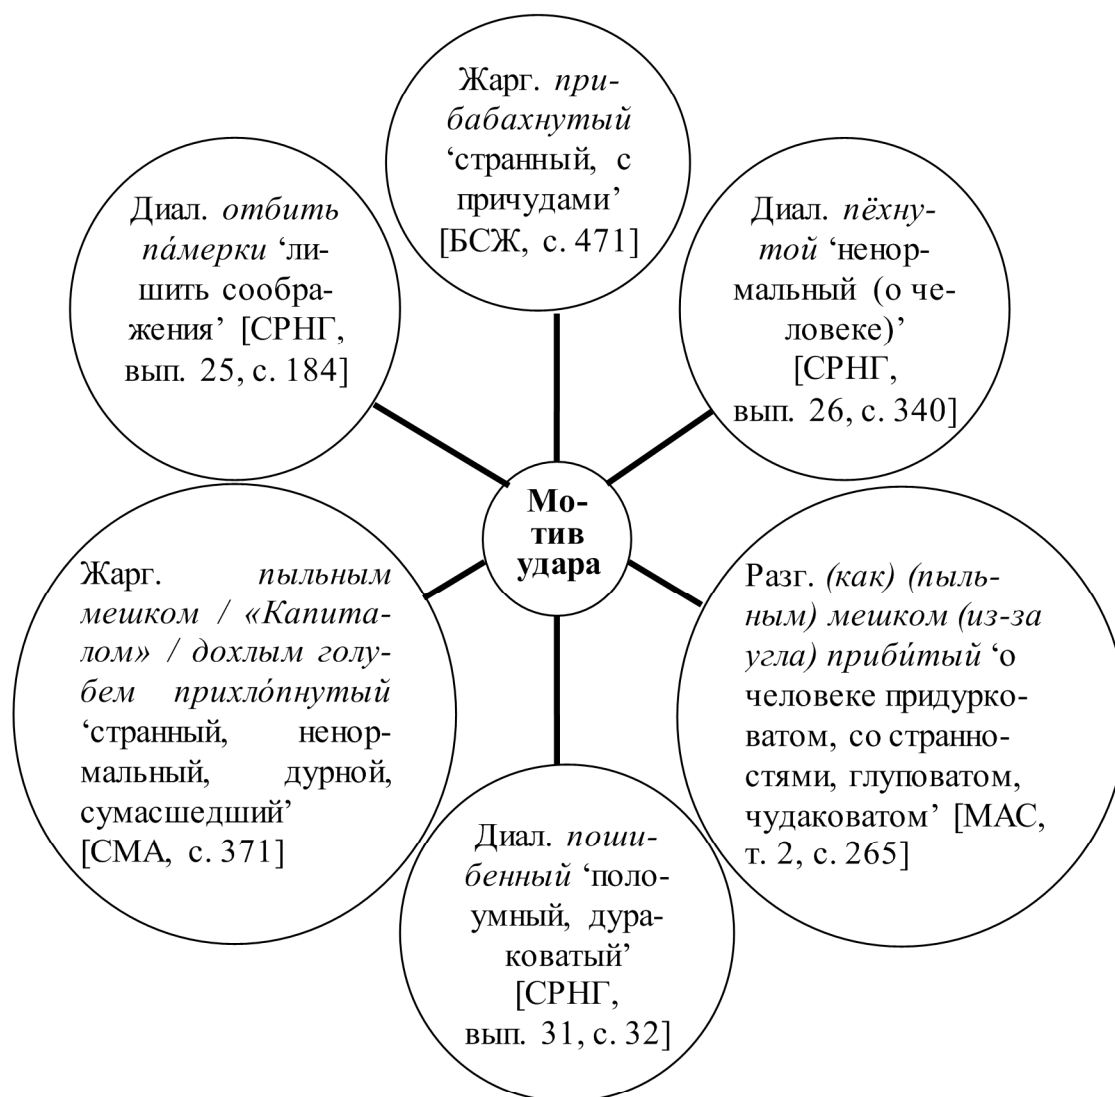 Жарг. при-
бабахнутый
‘странный, с
причудами’
[БСЖ, с. 471]
Диал. отбить
па́мерки ‘ли-
шить сообра-
жения’ [СРНГ,
вып. 25, с. 184]
Диал. пёхну-
той ‘ненор-
мальный (о че-
ловеке)’
[СРНГ,
вып. 26, с. 340]
Мо-
тив
удара
Жарг. пыльным
мешком / «Капита-
лом» / дохлым голу-
бем прихло́пнутый
‘странный, ненор-
мальный, дурной,
сумасшедший’
[СМА, с. 371]
Разг. (как) (пыль-
ным) мешком (из-за
угла) приби́тый ‘о
человеке придурко-
ватом, со странно-
стями, глуповатом,
чудаковатом’ [МАС,
т. 2, с. 265]
Диал. поши-
бенный ‘поло-
умный, дура-
коватый’
[СРНГ,
вып. 31, с. 32]